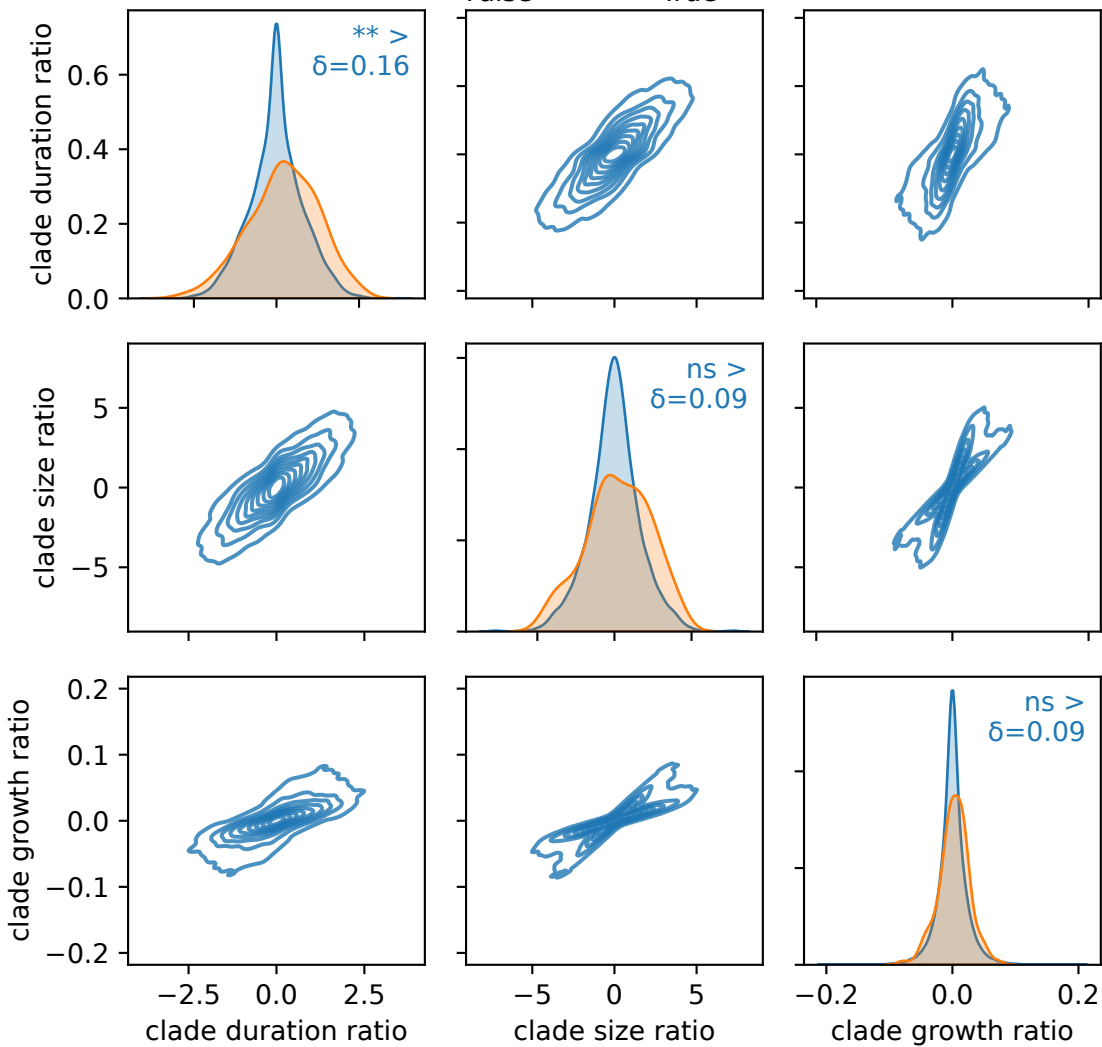 clade duration ratio
0.6
0.4
0.2
0.0
** >
δ=0.16
clade size ratio
5
0
−5
ns >
δ=0.09
clade growth ratio
0.2
0.1
0.0
−0.1
−0.2
ns >
δ=0.09
−2.5 0.0 2.5
−5 0 5
−0.2 0.0 0.2
clade duration ratio
clade size ratio
clade growth ratio